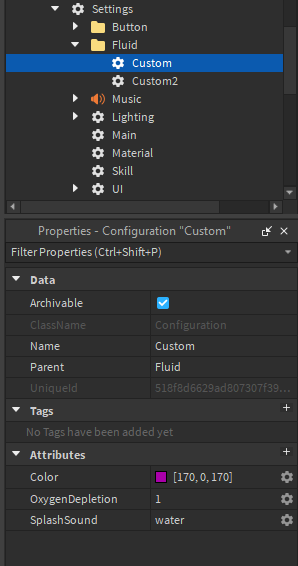 Settings
Button
Fluid
Custom
Custom2
Music
Lighting
Main
Material
Skill
UI
Properties - Configuration "Custom"
Filter Properties (Ctrl+Shift+P)
Data
Archivable
ClassName Configuration
Name Custom
Parent Fluid
UniqueId 518f8d6629ad807307f39...
Tags +
No Tags have been added yet
Attributes +
Color [170, 0, 170]
OxygenDepletion 1
SplashSound water